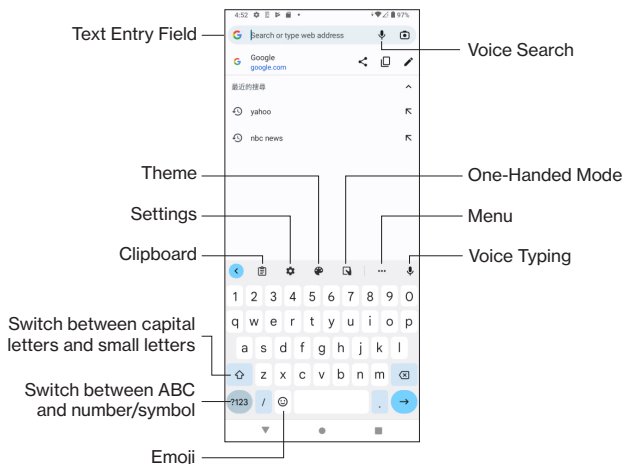 4:52 97%
Text Entry Field
Search or type web address
Voice Search
Google
google.com
最近的搜尋
yahoo
nbc news
Theme
One-Handed Mode
Settings
Menu
Clipboard
Voice Typing
1 2 3 4 5 6 7 8 9 0
q w e r t y u i o p
Switch between capital
letters and small letters
a s d f g h j k l
z x c v b n m
Switch between ABC
and number/symbol
?123 / .
Emoji